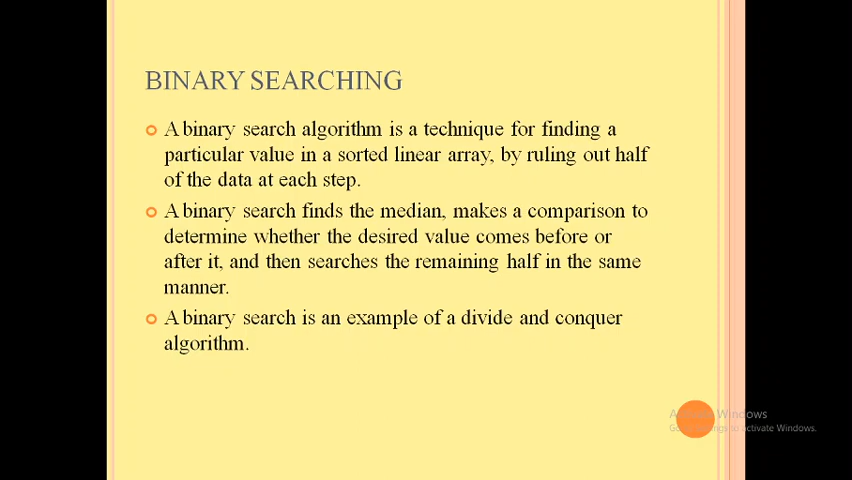 BINARY SEARCHING
A binary search algorithm is a technique for finding a
particular value in a sorted linear array, by ruling out half
of the data at each step.
A binary search finds the median, makes a comparison to
determine whether the desired value comes before or
after it, and then searches the remaining half in the same
manner.
A binary search is an example of a divide and conquer
algorithm.
Windows
to activate Windows.